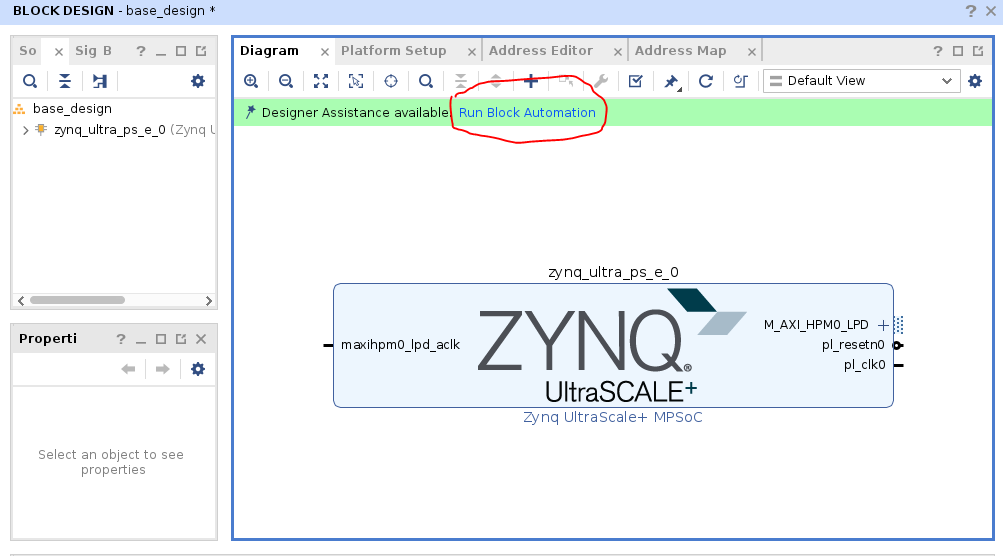 BLOCK DESIGN - base_design *
So
Sig B
base_design
zynq_ultra_ps_e_0 (Zynq U
Properti
Select an object to see
properties
Diagram
Platform Setup
Address Editor
Address Map
Default View
Designer Assistance available. Run Block Automation
zynq_ultra_ps_e_0
maxihpm0_lpd_aclk
ZYNQ®
UltraSCALE+
M_AXI_HPM0_LPD
pl_resetn0
pl_clk0
Zynq UltraScale+ MPSoC